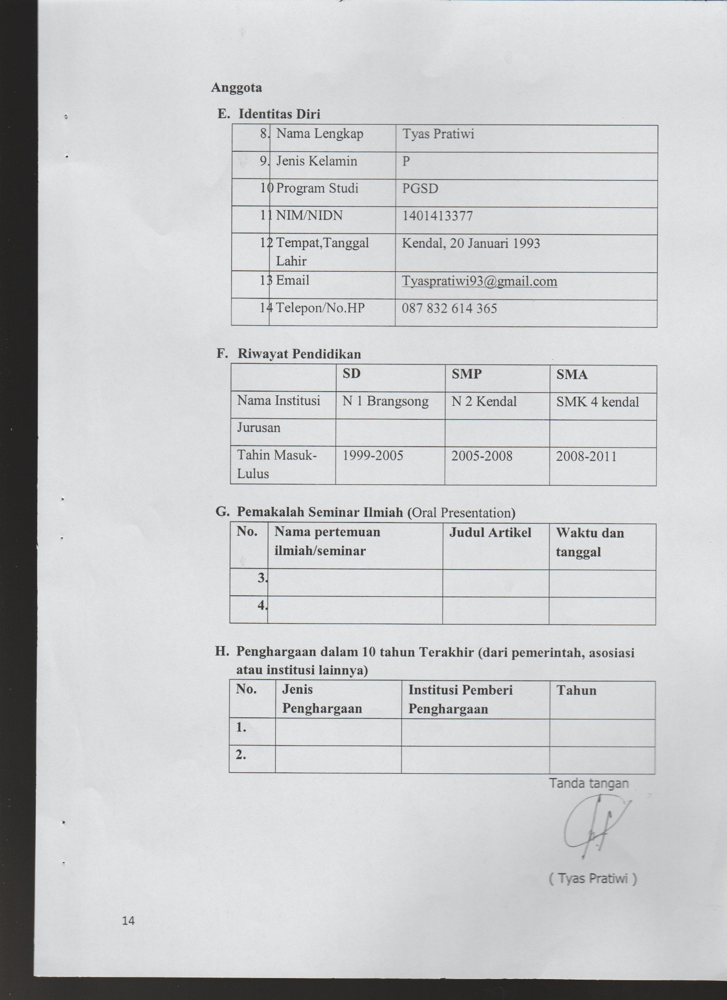 Anggota
E. Identitas Diri
8. Nama Lengkap Tyas Pratiwi
9. Jenis Kelamin P
10 Program Studi PGSD
11 NIM/NIDN 1401413377
12 Tempat,Tanggal Kendal, 20 Januari 1993
Lahir
13 Email Tyaspratiwi93@gmail.com
14 Telepon/No.HP 087 832 614 365
F. Riwayat Pendidikan
SD SMP SMA
Nama Institusi N 1 Brangsong N 2 Kendal SMK 4 kendal
Jurusan
Tahin Masuk- 1999-2005 2005-2008 2008-2011
Lulus
G. Pemakalah Seminar Ilmiah (Oral Presentation)
No. Nama pertemuan Judul Artikel Waktu dan
ilmiah/seminar tanggal
3.
4.
H. Penghargaan dalam 10 tahun Terakhir (dari pemerintah, asosiasi
atau institusi lainnya)
No. Jenis Institusi Pemberi Tahun
Penghargaan Penghargaan
1.
2.
Tanda tangan
( Tyas Pratiwi )
14